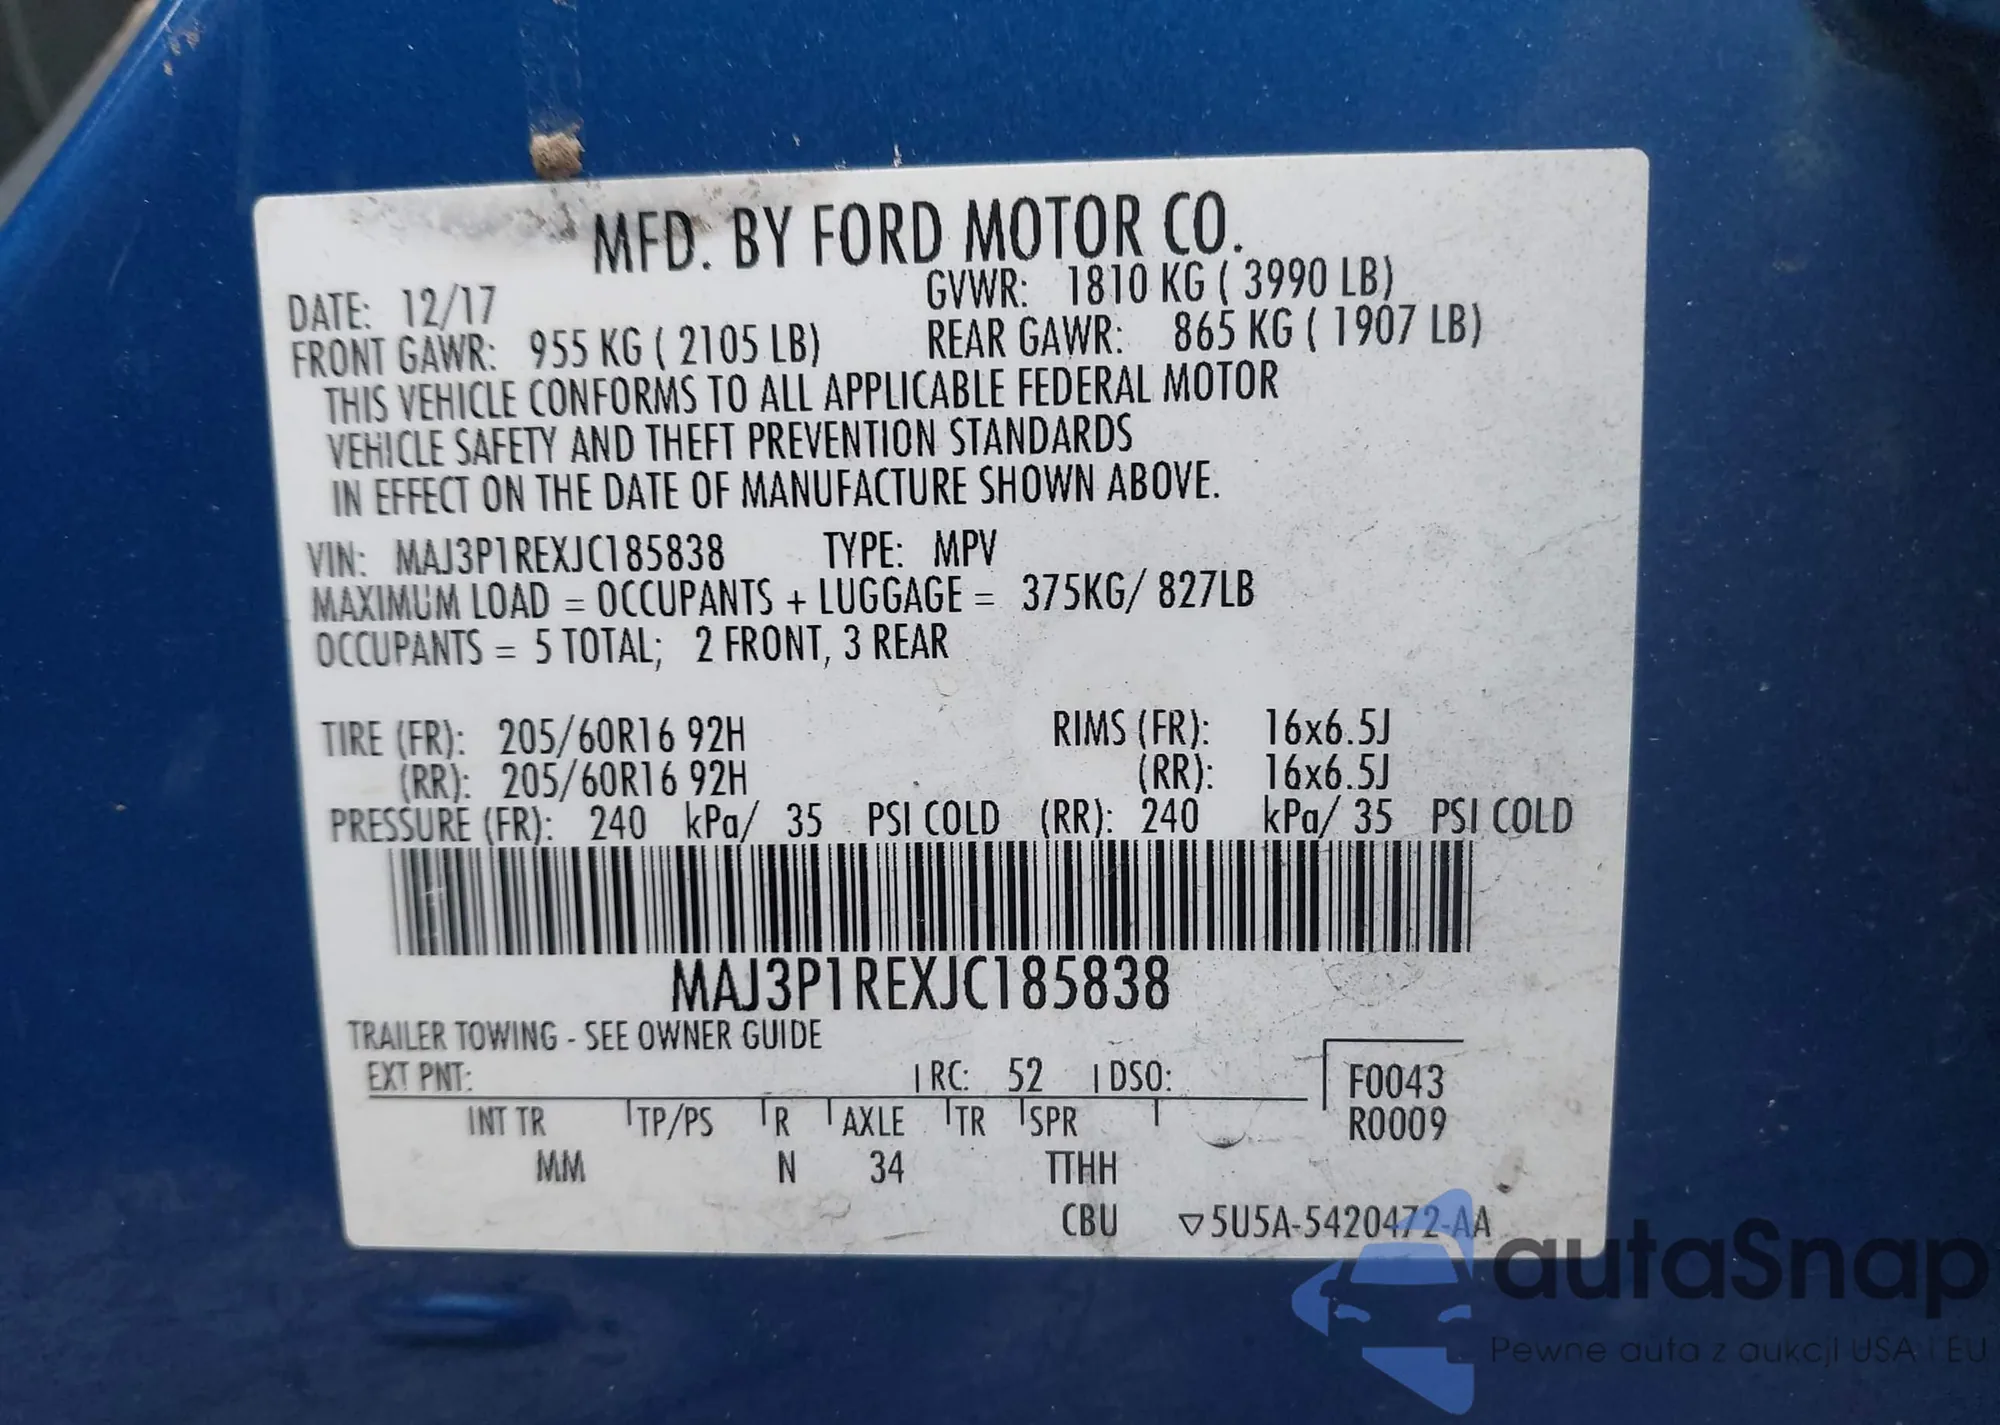 MFD. BY FORD MOTOR CO.
DATE: 12/17 GVWR: 1810 KG ( 3990 LB)
FRONT GAWR: 955 KG ( 2105 LB) REAR GAWR: 865 KG ( 1907 LB)
THIS VEHICLE CONFORMS TO ALL APPLICABLE FEDERAL MOTOR
VEHICLE SAFETY AND THEFT PREVENTION STANDARDS
IN EFFECT ON THE DATE OF MANUFACTURE SHOWN ABOVE.
VIN: MAJ3P1REXJC185838 TYPE: MPV
MAXIMUM LOAD = OCCUPANTS + LUGGAGE = 375KG/ 827LB
OCCUPANTS = 5 TOTAL; 2 FRONT, 3 REAR
TIRE (FR): 205/60R16 92H RIMS (FR): 16x6.5J
(RR): 205/60R16 92H (RR): 16x6.5J
PRESSURE (FR): 240 kPa/ 35 PSI COLD (RR): 240 kPa/ 35 PSI COLD
MAJ3P1REXJC185838
TRAILER TOWING - SEE OWNER GUIDE
EXT PNT: RC: 52 DSO: F0043
INT TR TP/PS R AXLE TR SPR R0009
MM N 34 TTHH
CBU ▽5U5A-5420472-AA
autaSnap
Pewne auta z aukcji USA i EU